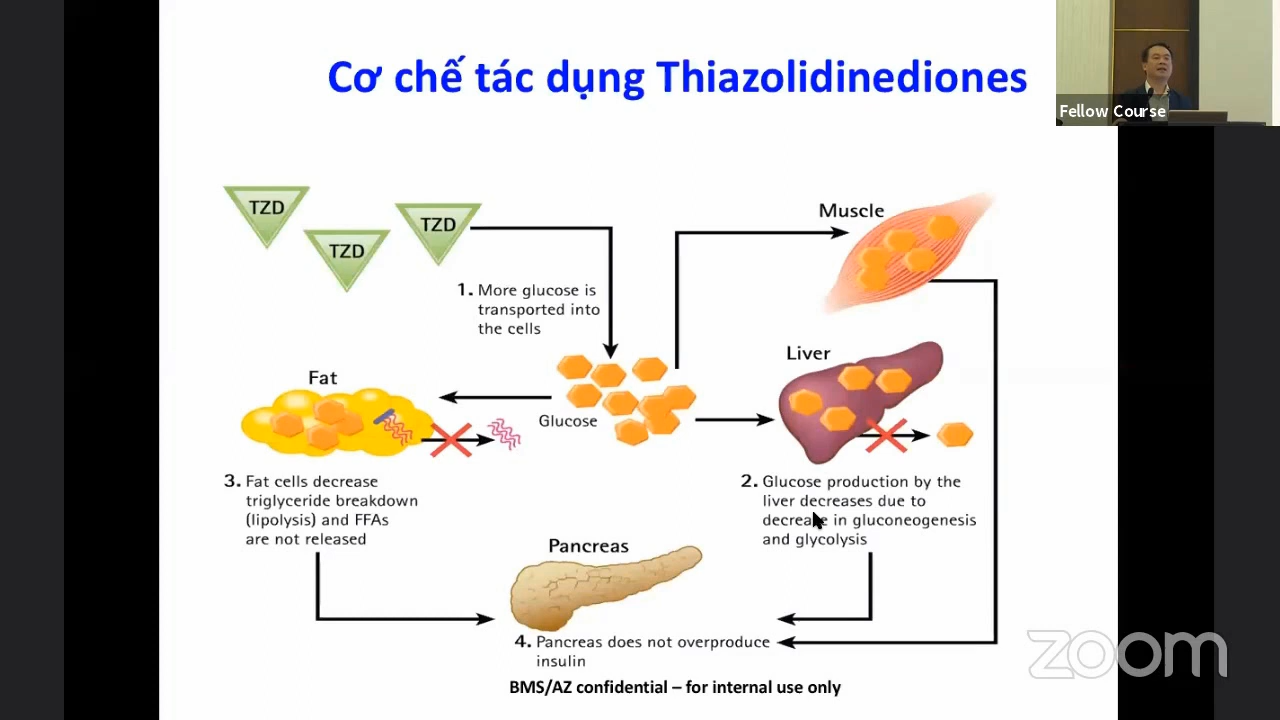 Cơ chế tác dụng Thiazolidinediones
Fellow Course
TZD
TZD
TZD
Muscle
1. More glucose is
transported into
the cells
Liver
Fat
Glucose
3. Fat cells decrease
triglyceride breakdown
(lipolysis) and FFAs
are not released
2. Glucose production by the
liver decreases due to
decrease in gluconeogenesis
and glycolysis
Pancreas
4. Pancreas does not overproduce
insulin
BMS/AZ confidential – for internal use only
zoom